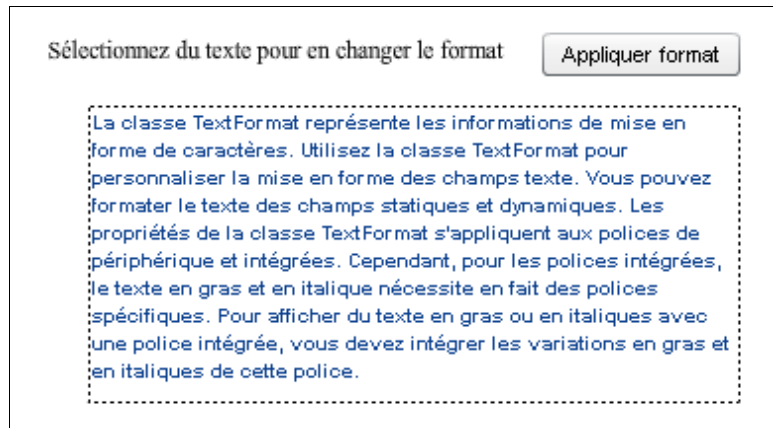 Sélectionnez du texte pour en changer le format
Appliquer format
La classe TextFormat représente les informations de mise en
forme de caractères. Utilisez la classe TextFormat pour
personnaliser la mise en forme des champs texte. Vous pouvez
formater le texte des champs statiques et dynamiques. Les
propriétés de la classe TextFormat s'appliquent aux polices de
périphérique et intégrées. Cependant, pour les polices intégrées,
le texte en gras et en italique nécessite en fait des polices
spécifiques. Pour afficher du texte en gras ou en italiques avec
une police intégrée, vous devez intégrer les variations en gras et
en italiques de cette police.